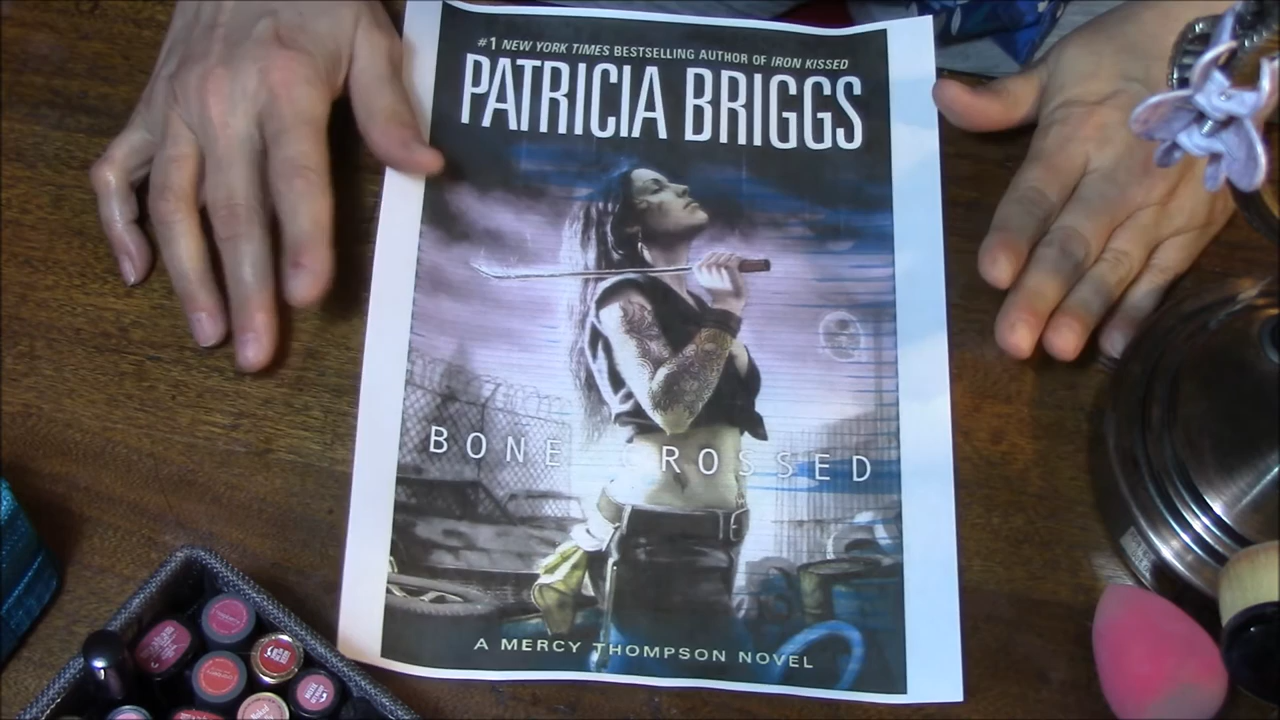 #1 NEW YORK TIMES BESTSELLING AUTHOR OF IRON KISSED
PATRICIA BRIGGS
BONE CROSSED
A MERCY THOMPSON NOVEL